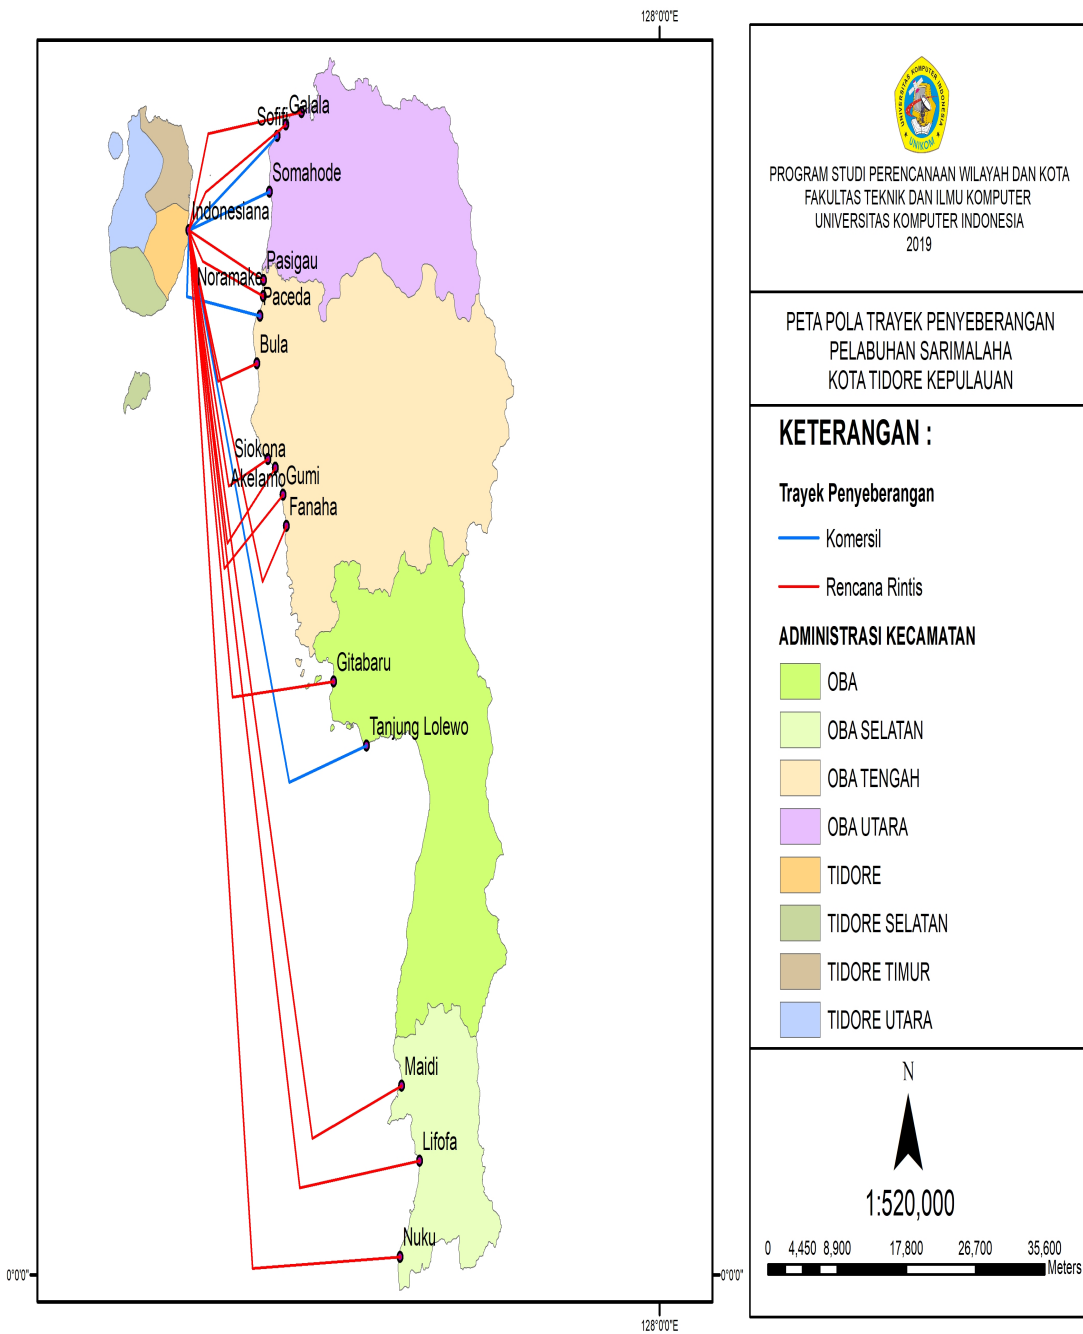 128°0'0"E
Galala
Sofifi
Somahode
Indonesiana
Pasigau
Noramake
Paceda
Bula
Siokona
Akelamo
Gumi
Fanaha
Gitabaru
Tanjung Lolewo
Maidi
Lifofa
Nuku
0°0'0"
0°0'0"
128°0'0"E
UNIVERSITAS KOMPUTER INDONESIA
UNIKOM
PROGRAM STUDI PERENCANAAN WILAYAH DAN KOTA
FAKULTAS TEKNIK DAN ILMU KOMPUTER
UNIVERSITAS KOMPUTER INDONESIA
2019
PETA POLA TRAYEK PENYEBERANGAN
PELABUHAN SARIMALAHA
KOTA TIDORE KEPULAUAN
KETERANGAN :
Trayek Penyeberangan
Komersil
Rencana Rintis
ADMINISTRASI KECAMATAN
OBA
OBA SELATAN
OBA TENGAH
OBA UTARA
TIDORE
TIDORE SELATAN
TIDORE TIMUR
TIDORE UTARA
N
1:520,000
0 4,450 8,900 17,800 26,700 35,600
Meters